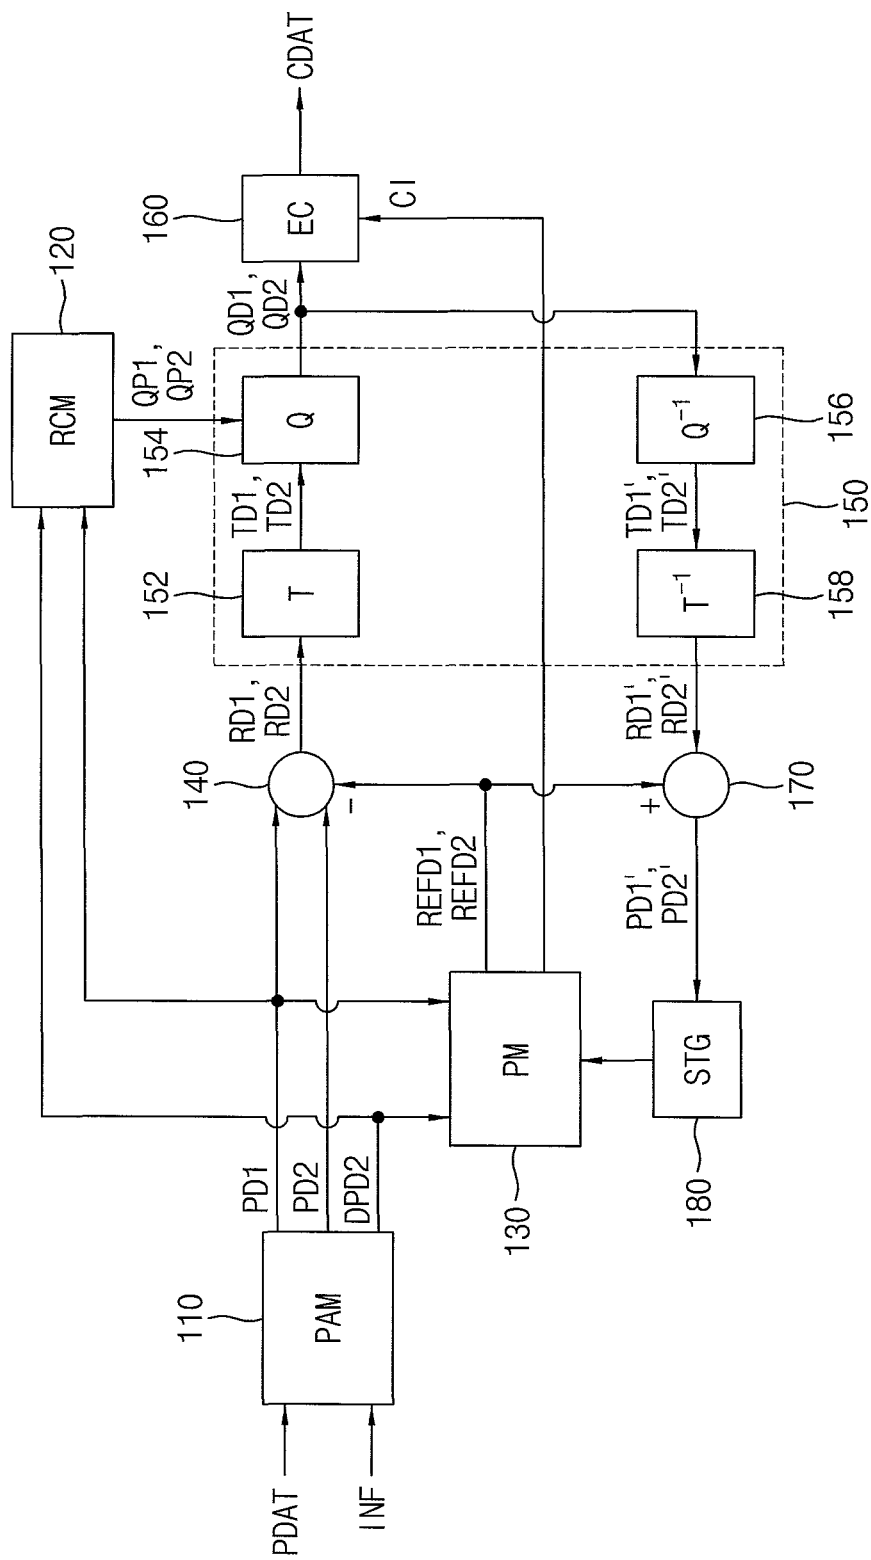 PDAT
INF
110
PAM
PD1
PD2
DPD2
120
RCM
QP1,
QP2
130
PM
REFD1,
REFD2
140
-
RD1,
RD2
152
T
TD1,
TD2
154
Q
QD1,
QD2
160
EC
CI
CDAT
150
156
Q-1
TD1',
TD2'
158
T-1
RD1',
RD2'
170
+
PD1',
PD2'
180
STG